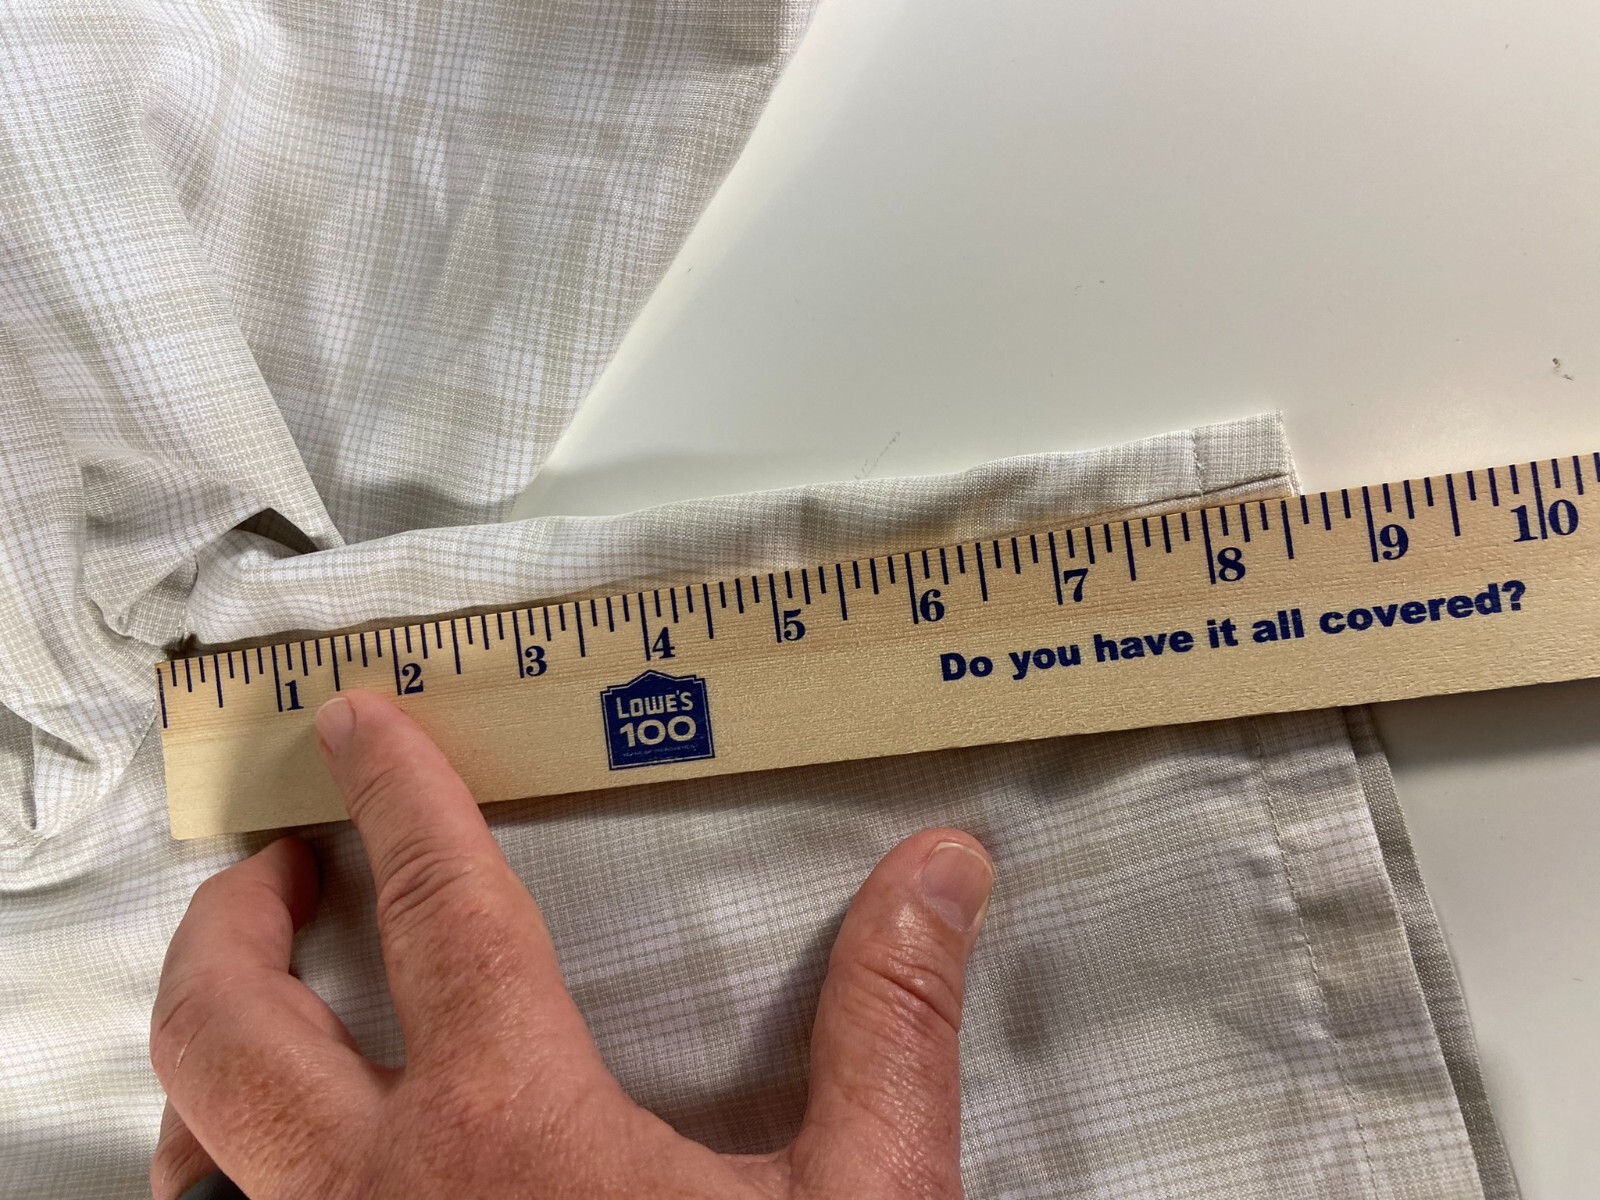 1 2 3 4 5 6 7 8 9 10
Do you have it all covered?
LOWE'S
100